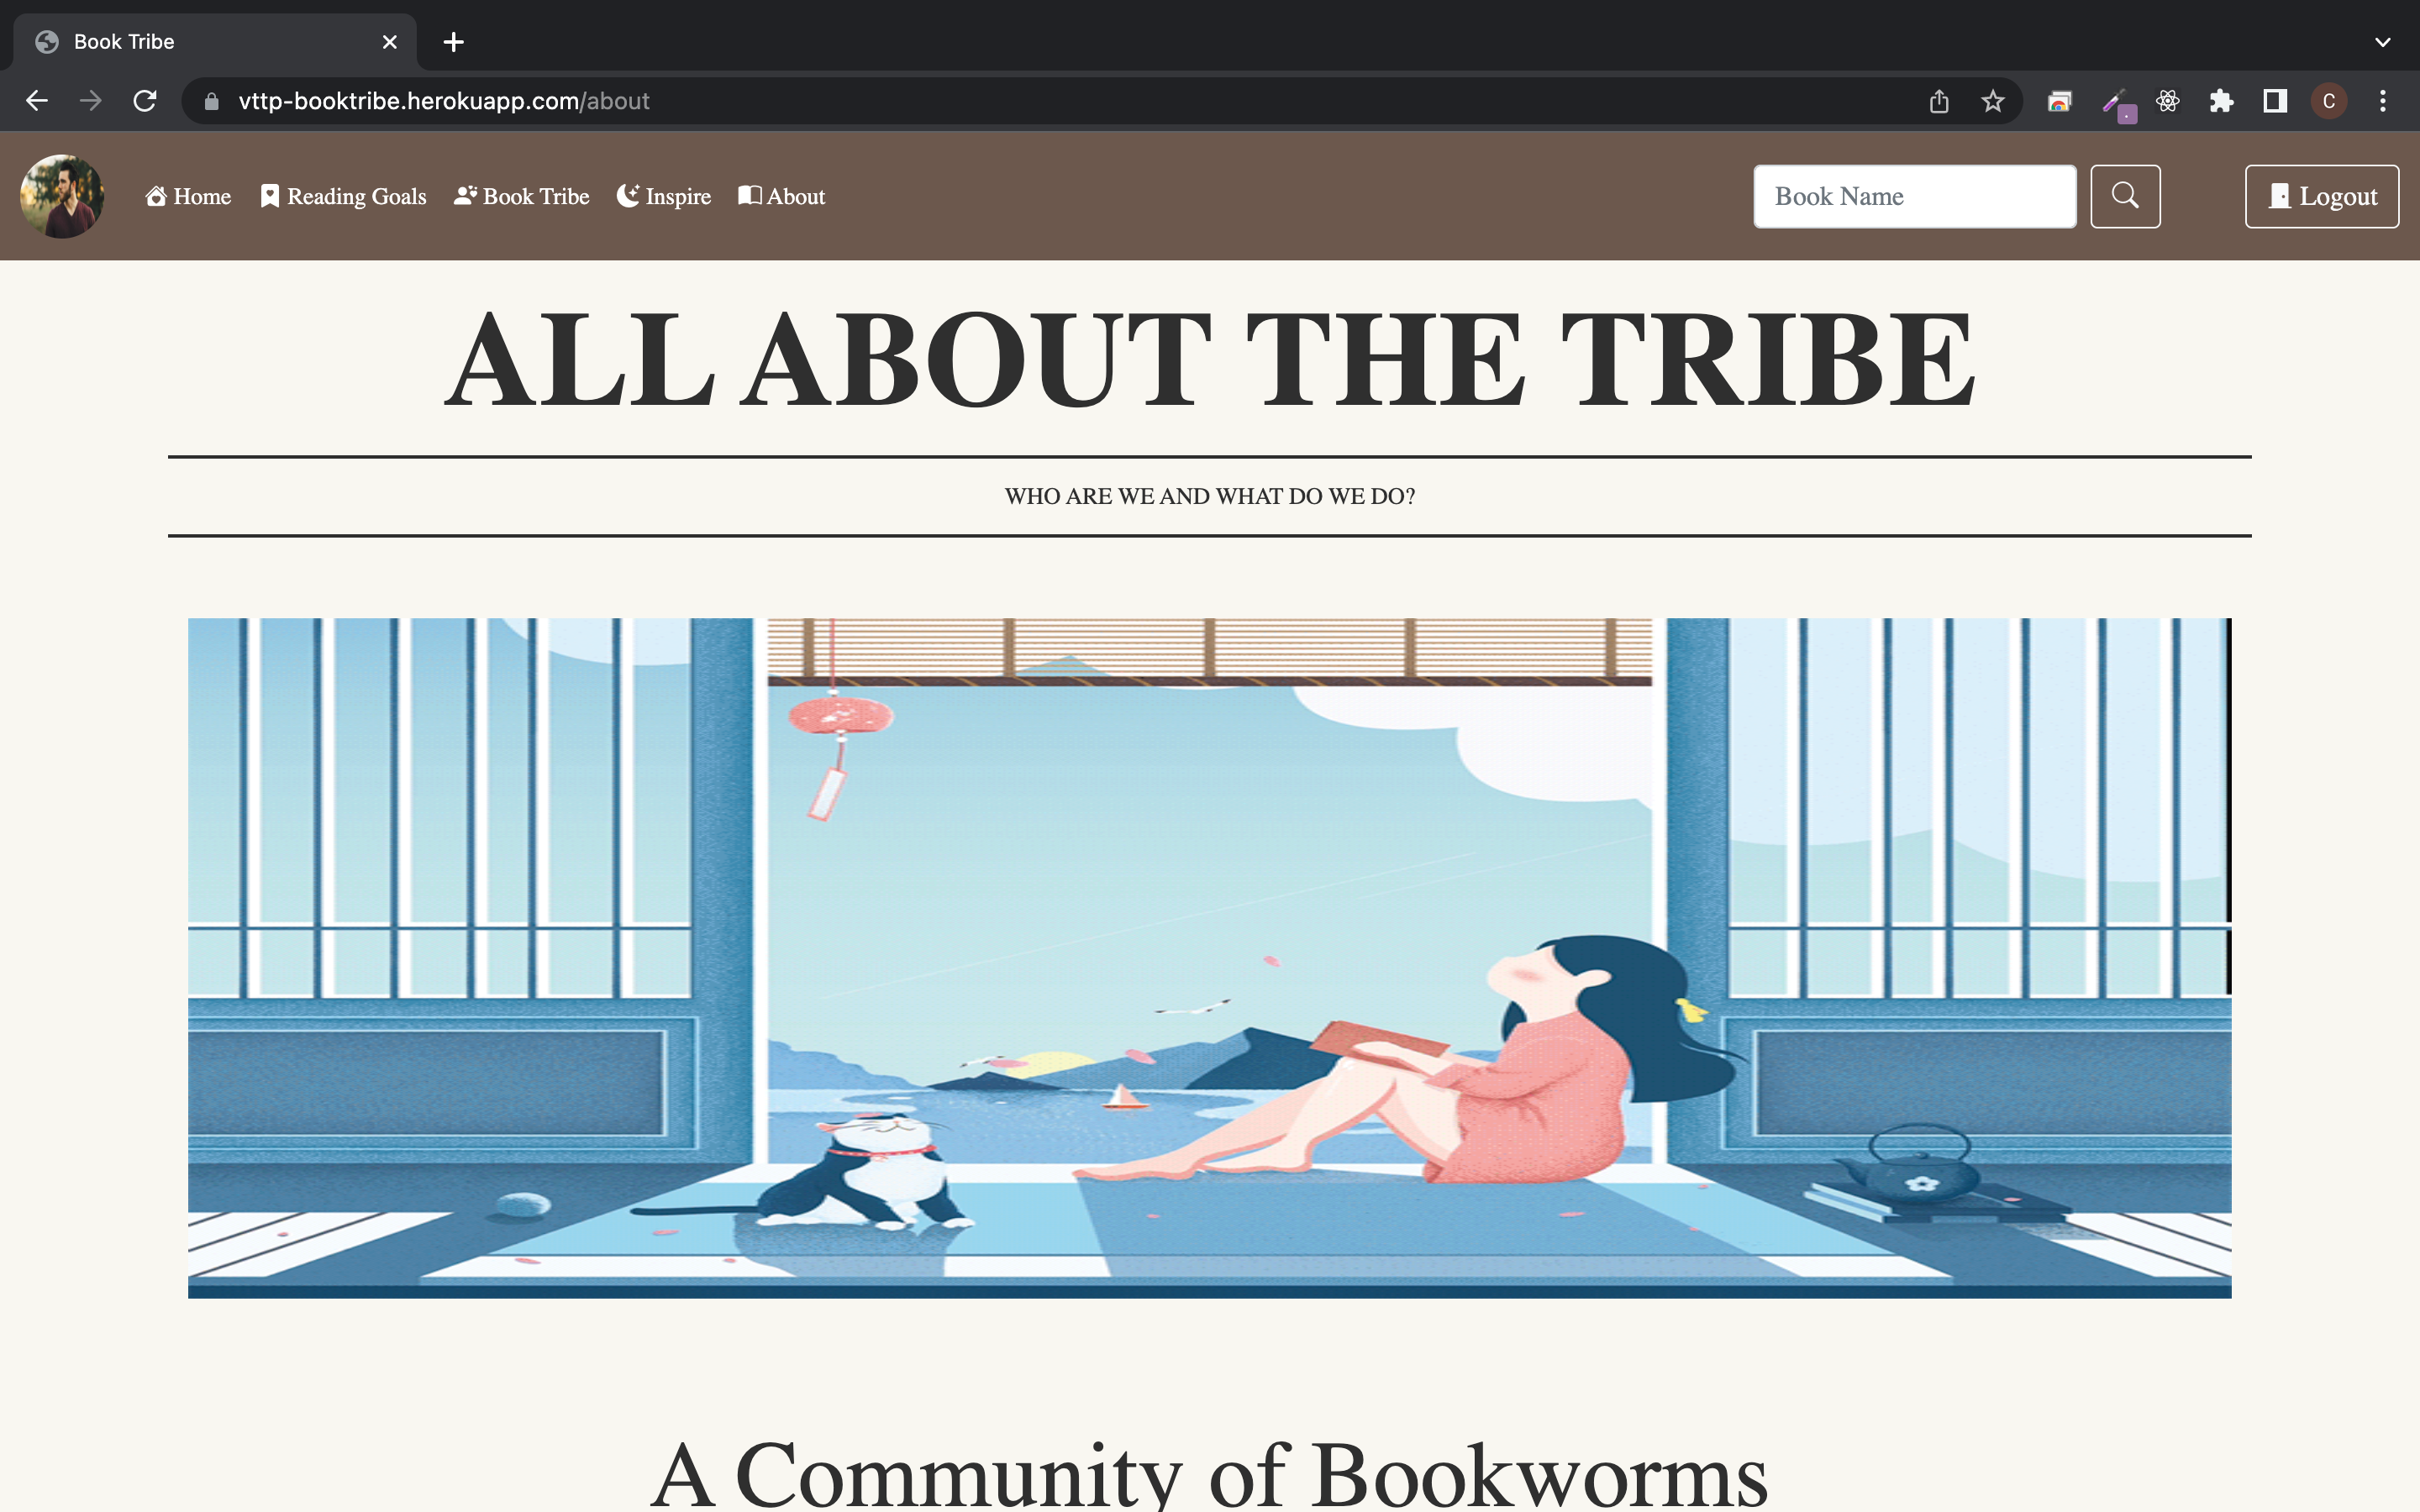 Book Tribe
vttp-booktribe.herokuapp.com/about
C
Home Reading Goals Book Tribe Inspire About Book Name Logout
ALL ABOUT THE TRIBE
WHO ARE WE AND WHAT DO WE DO?
A Community of Bookworms